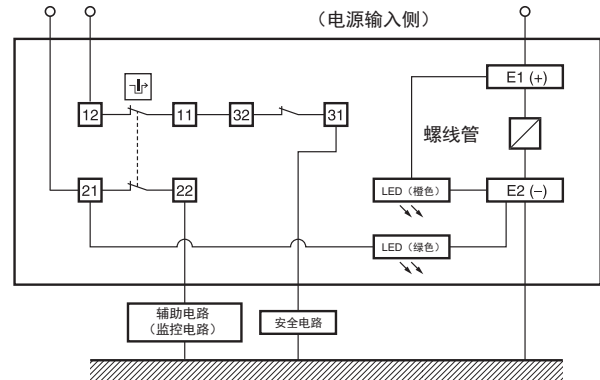 （电源输入侧）
E1 (+)
12
11
32
31
螺线管
21
22
LED（橙色）
E2 (–)
LED（绿色）
辅助电路
（监控电路）
安全电路